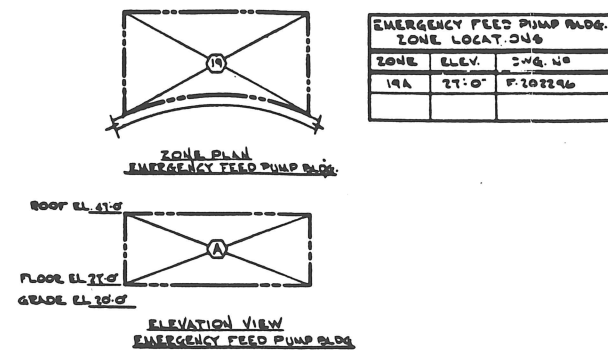 19
ZONE PLAN
EMERGENCY FEED PUMP BLDG.
EMERGENCY FEED PUMP BLDG.
ZONE LOCATIONS
ZONE ELEV. DWG. NO
19A 27'-0" F-202296
ROOF EL. 47'-0"
A
FLOOR EL 27'-0"
GRADE EL 20'-0"
ELEVATION VIEW
EMERGENCY FEED PUMP BLDG